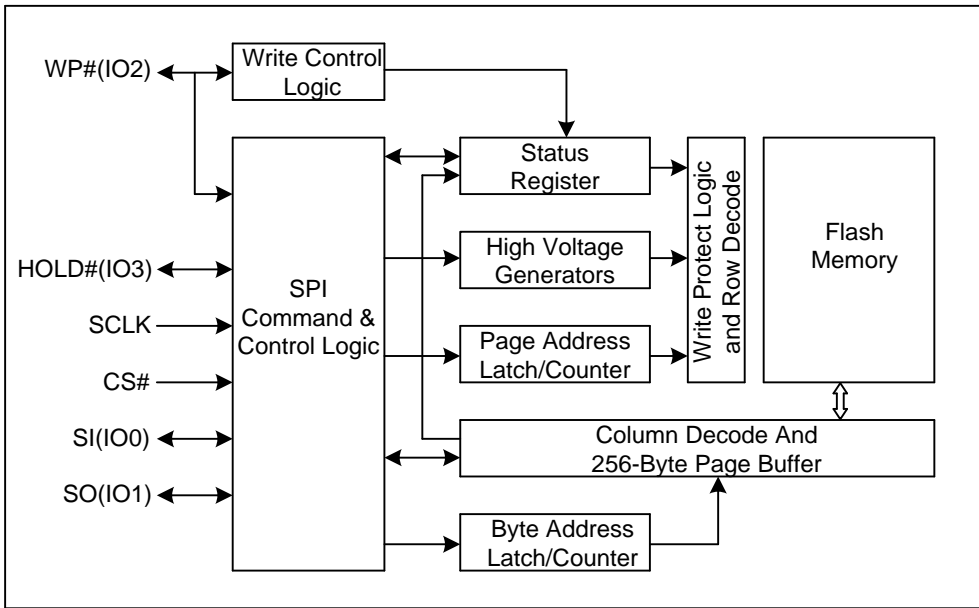 WP#(IO2)
Write Control
Logic
HOLD#(IO3)
SCLK
CS#
SI(IO0)
SO(IO1)
SPI
Command &
Control Logic
Status
Register
High Voltage
Generators
Page Address
Latch/Counter
Write Protect Logic
and Row Decode
Flash
Memory
Column Decode And
256-Byte Page Buffer
Byte Address
Latch/Counter